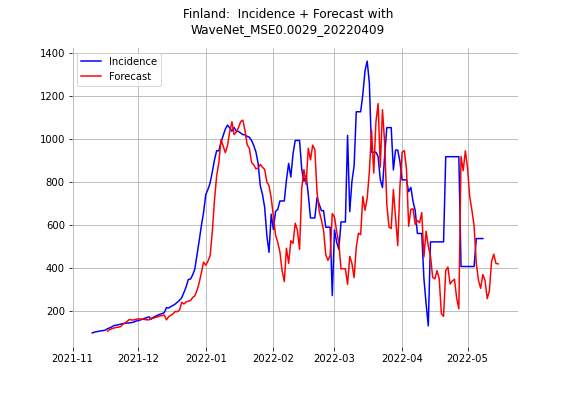 Finland:  Incidence + Forecast with
WaveNet_MSE0.0029_20220409
Incidence
Forecast
1400
1200
1000
800
600
400
200
2021-11 2021-12 2022-01 2022-02 2022-03 2022-04 2022-05